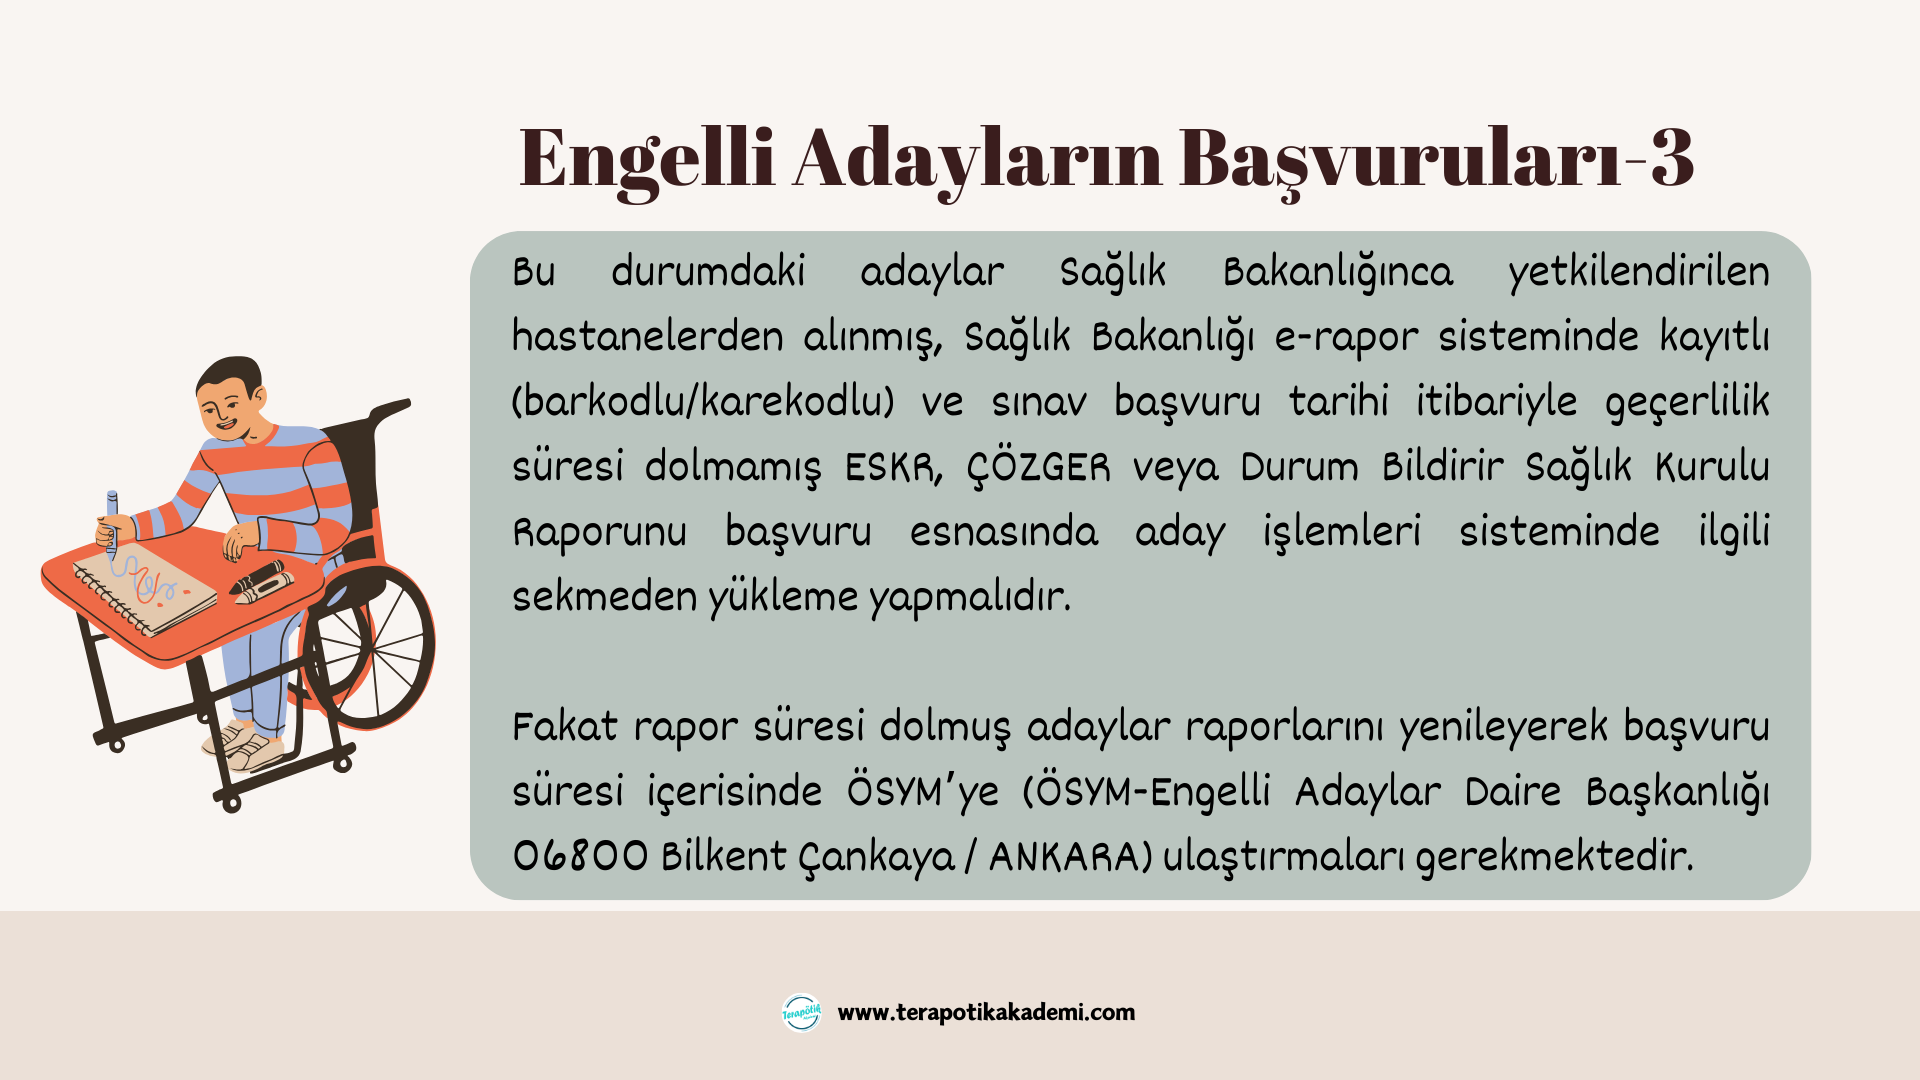 Engelli Adayların Başvuruları-3
Bu durumdaki adaylar Sağlık Bakanlığınca yetkilendirilen
hastanelerden alınmış, Sağlık Bakanlığı e-rapor sisteminde kayıtlı
(barkodlu/karekodlu) ve sınav başvuru tarihi itibariyle geçerlilik
süresi dolmamış ESKR, ÇÖZGER veya Durum Bildirir Sağlık Kurulu
Raporunu başvuru esnasında aday işlemleri sisteminde ilgili
sekmeden yükleme yapmalıdır.
Fakat rapor süresi dolmuş adaylar raporlarını yenileyerek başvuru
süresi içerisinde ÖSYM’ye (ÖSYM-Engelli Adaylar Daire Başkanlığı
06800 Bilkent Çankaya / ANKARA) ulaştırmaları gerekmektedir.
Terapötik
www.terapotikakademi.com